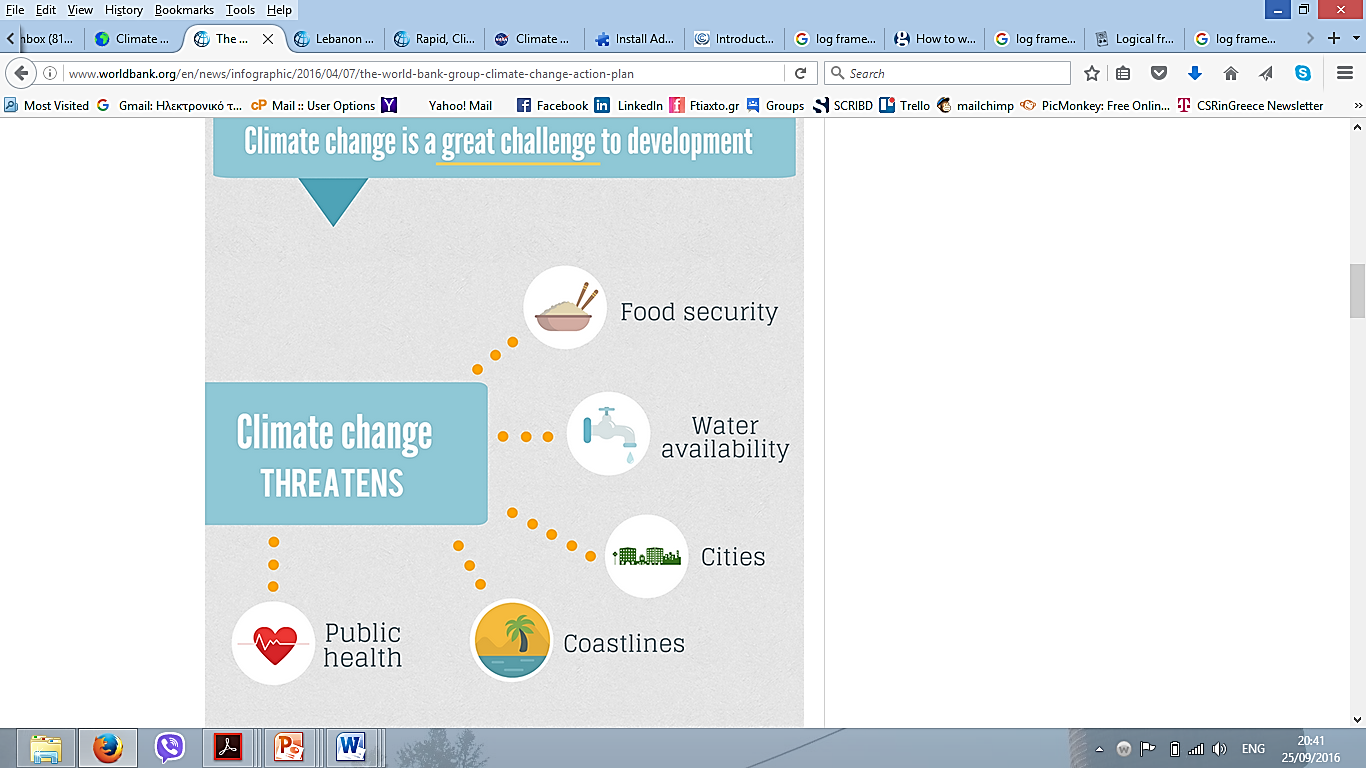 File Edit View History Bookmarks Tools Help
nbox (81... Climate ... The ... Lebanon ... Rapid, Cli... Climate ... Install Ad... Introduct... log frame... How to w... log frame... Logical fr... log frame...
www.worldbank.org/en/news/infographic/2016/04/07/the-world-bank-group-climate-change-action-plan Search
Most Visited Gmail: Ηλεκτρονικό τ... cP Mail :: User Options Yahoo! Mail Facebook LinkedIn Ftiaxto.gr Groups SCRIBD Trello mailchimp PicMonkey: Free Onlin... CSRinGreece Newsletter
Climate change is a great challenge to development
Food security
Climate change
THREATENS
Water
availability
Cities
Public
health
Coastlines
ENG
20:41
25/09/2016